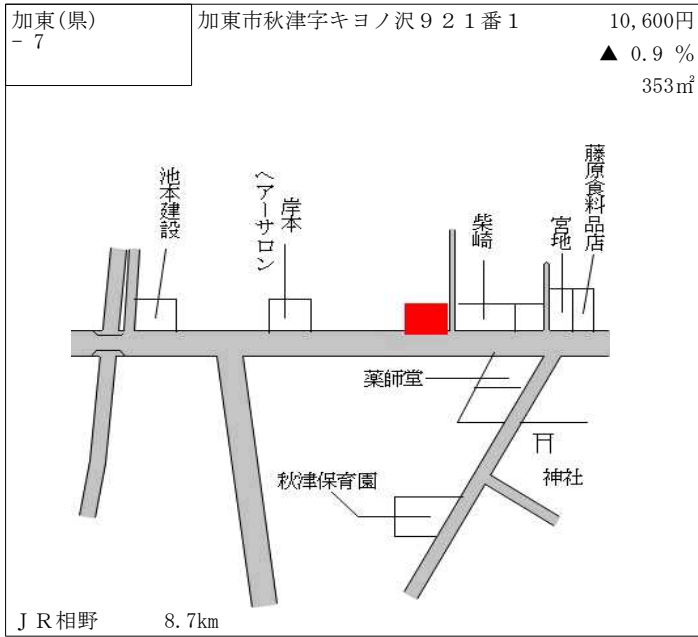 加東(県)
- 7
加東市秋津字キヨノ沢９２１番１
10,600円
▲ 0.9 %
353㎡
池本建設
ヘアーサロン
岸本
柴崎
宮地
藤原食料品店
薬師堂
神社
秋津保育園
ＪＲ相野 8.7km